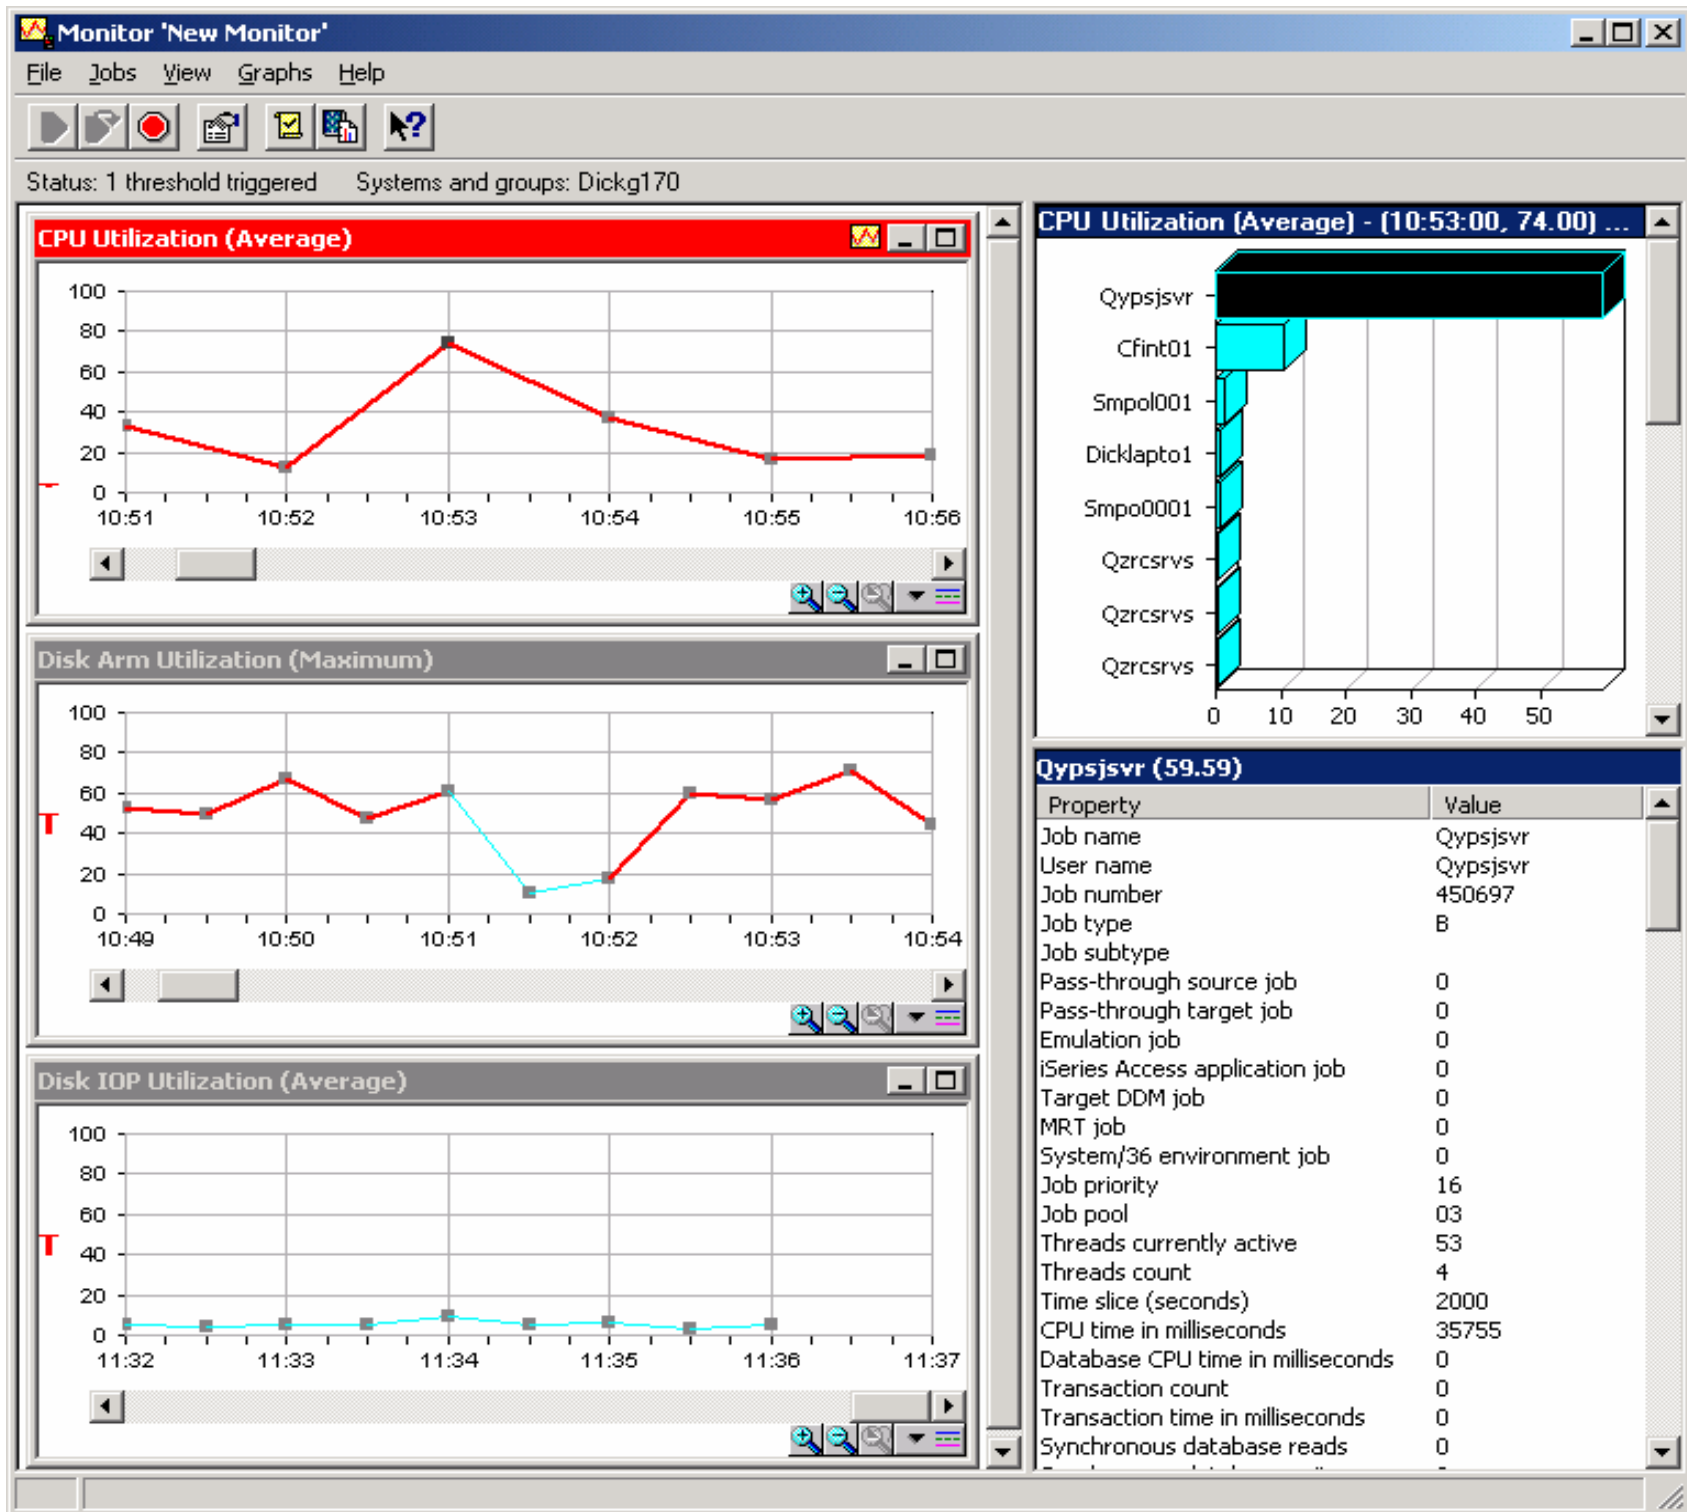 Monitor 'New Monitor'
File Jobs View Graphs Help
Status: 1 threshold triggered Systems and groups: Dickg170
CPU Utilization (Average)
100
80
60
40
20
0
10:51 10:52 10:53 10:54 10:55 10:56
Disk Arm Utilization (Maximum)
100
80
60
T
40
20
0
10:49 10:50 10:51 10:52 10:53 10:54
Disk IOP Utilization (Average)
100
80
60
T
40
20
0
11:32 11:33 11:34 11:35 11:36 11:37
CPU Utilization (Average) - (10:53:00, 74.00) ...
Qypsjsvr
Cfint01
Smpol001
Dicklapto1
Smpo0001
Qzrcsrvs
Qzrcsrvs
Qzrcsrvs
0 10 20 30 40 50
Qypsjsvr (59.59)
Property Value
Job name Qypsjsvr
User name Qypsjsvr
Job number 450697
Job type B
Job subtype
Pass-through source job 0
Pass-through target job 0
Emulation job 0
iSeries Access application job 0
Target DDM job 0
MRT job 0
System/36 environment job 0
Job priority 16
Job pool 03
Threads currently active 53
Threads count 4
Time slice (seconds) 2000
CPU time in milliseconds 35755
Database CPU time in milliseconds 0
Transaction count 0
Transaction time in milliseconds 0
Synchronous database reads 0